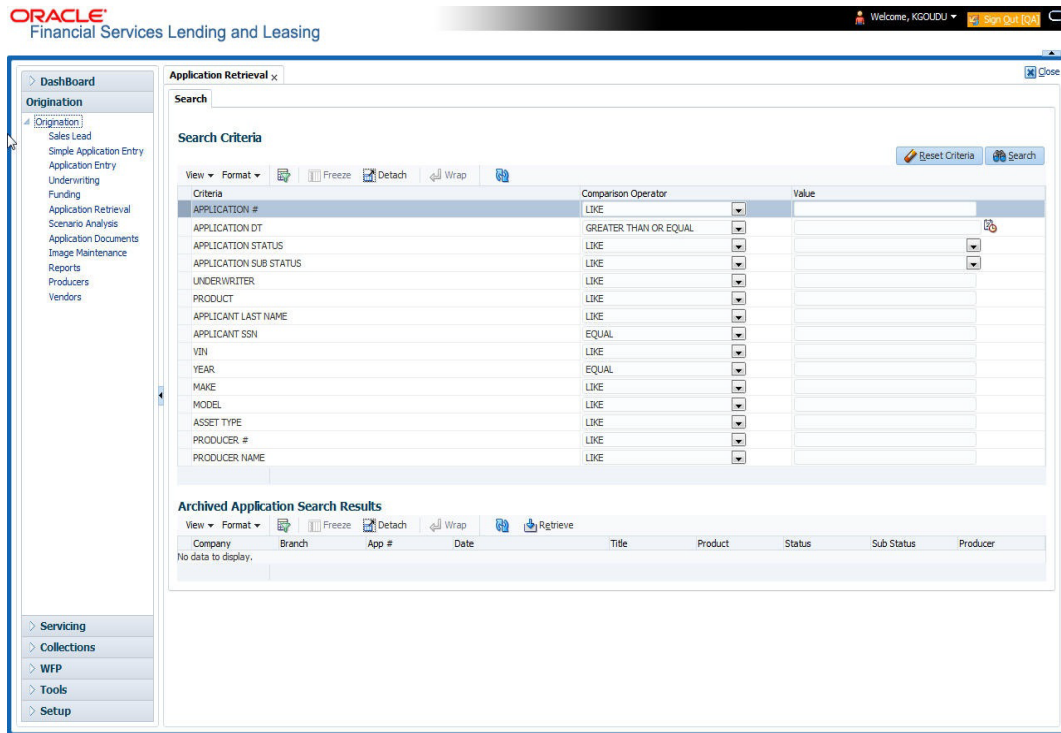 ORACLE
Financial Services Lending and Leasing
Welcome, KGOUDU
Sign Out [QA]
DashBoard
Origination
Origination
Sales Lead
Simple Application Entry
Application Entry
Underwriting
Funding
Application Retrieval
Scenario Analysis
Application Documents
Image Maintenance
Reports
Producers
Vendors
Servicing
Collections
WFP
Tools
Setup
Application Retrieval x
Close
Search
Search Criteria
Reset Criteria Search
View Format Freeze Detach Wrap
Criteria Comparison Operator Value
APPLICATION # LIKE
APPLICATION DT GREATER THAN OR EQUAL
APPLICATION STATUS LIKE
APPLICATION SUB STATUS LIKE
UNDERWRITER LIKE
PRODUCT LIKE
APPLICANT LAST NAME LIKE
APPLICANT SSN EQUAL
VIN LIKE
YEAR EQUAL
MAKE LIKE
MODEL LIKE
ASSET TYPE LIKE
PRODUCER # LIKE
PRODUCER NAME LIKE
Archived Application Search Results
View Format Freeze Detach Wrap Retrieve
Company Branch App # Date Title Product Status Sub Status Producer
No data to display.